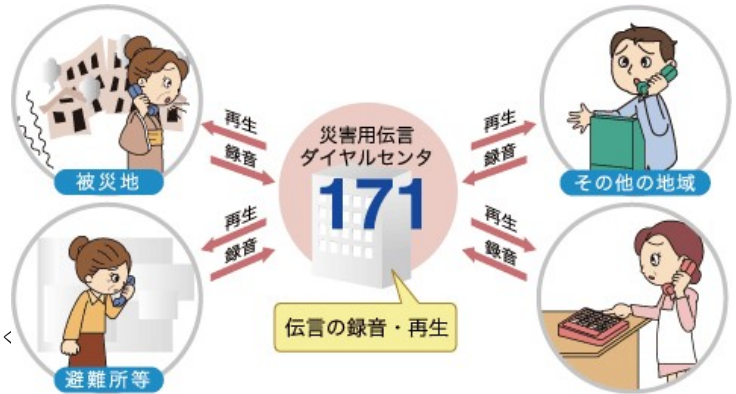 再生
録音
被災地
災害用伝言
ダイヤルセンタ
171
再生
録音
その他の地域
再生
録音
避難所等
伝言の録音・再生
再生
録音
<